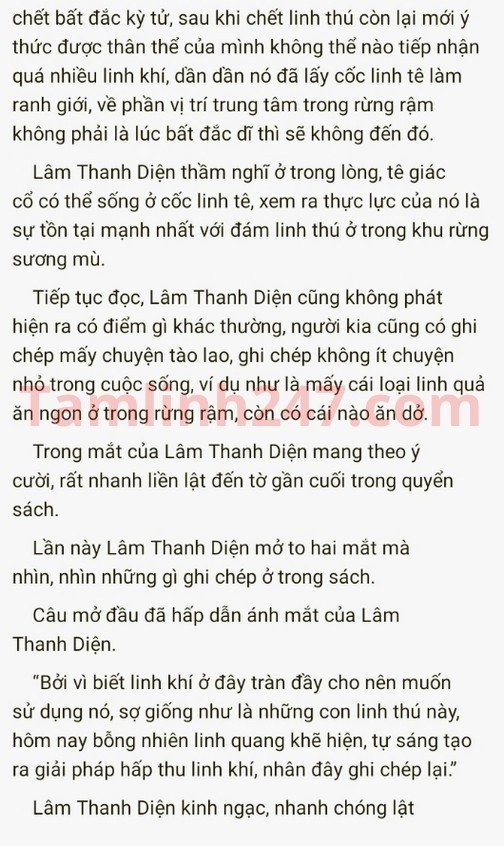 chết bất đắc kỳ tử, sau khi chết linh thú còn lại mới ý
thức được thân thể của mình không thể nào tiếp nhận
quá nhiều linh khí, dần dần nó đã lấy cốc linh tê làm
ranh giới, về phần vị trí trung tâm trong rừng rậm
không phải là lúc bất đắc dĩ thì sẽ không đến đó.
Lâm Thanh Diện thầm nghĩ ở trong lòng, tê giác
cổ có thể sống ở cốc linh tê, xem ra thực lực của nó là
sự tồn tại mạnh nhất với đám linh thú ở trong khu rừng
sương mù.
Tiếp tục đọc, Lâm Thanh Diện cũng không phát
hiện ra có điểm gì khác thường, người kia cũng có ghi
chép mấy chuyện tào lao, ghi chép không ít chuyện
nhỏ trong cuộc sống, ví dụ như là mấy cái loại linh quả
ăn ngon ở trong rừng rậm, còn có cái nào ăn dở.
Tamlinh247.com
Trong mắt của Lâm Thanh Diện mang theo ý
cười, rất nhanh liền lật đến tờ gần cuối trong quyển
sách.
Lần này Lâm Thanh Diện mở to hai mắt mà
nhìn, nhìn những gì ghi chép ở trong sách.
Câu mở đầu đã hấp dẫn ánh mắt của Lâm
Thanh Diện.
“Bởi vì biết linh khí ở đây tràn đầy cho nên muốn
sử dụng nó, sợ giống như là những con linh thú này,
hôm nay bỗng nhiên linh quang khẽ hiện, tự sáng tạo
ra giải pháp hấp thu linh khí, nhân đây ghi chép lại.”
Lâm Thanh Diện kinh ngạc, nhanh chóng lật